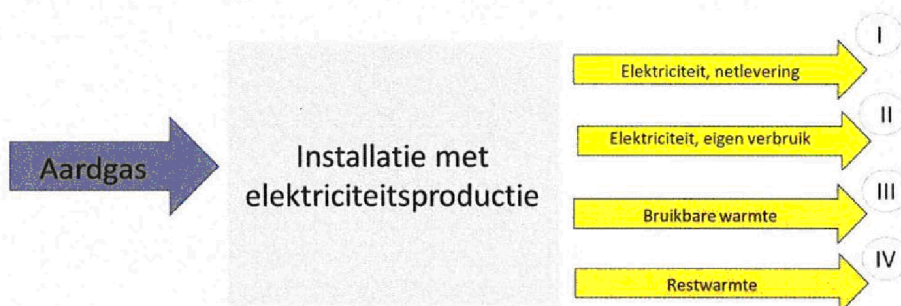 I
Elektriciteit, netlevering
II
Elektriciteit, eigen verbruik
Aardgas
Installatie met
elektriciteitsproductie
III
Bruikbare warmte
IV
Restwarmte